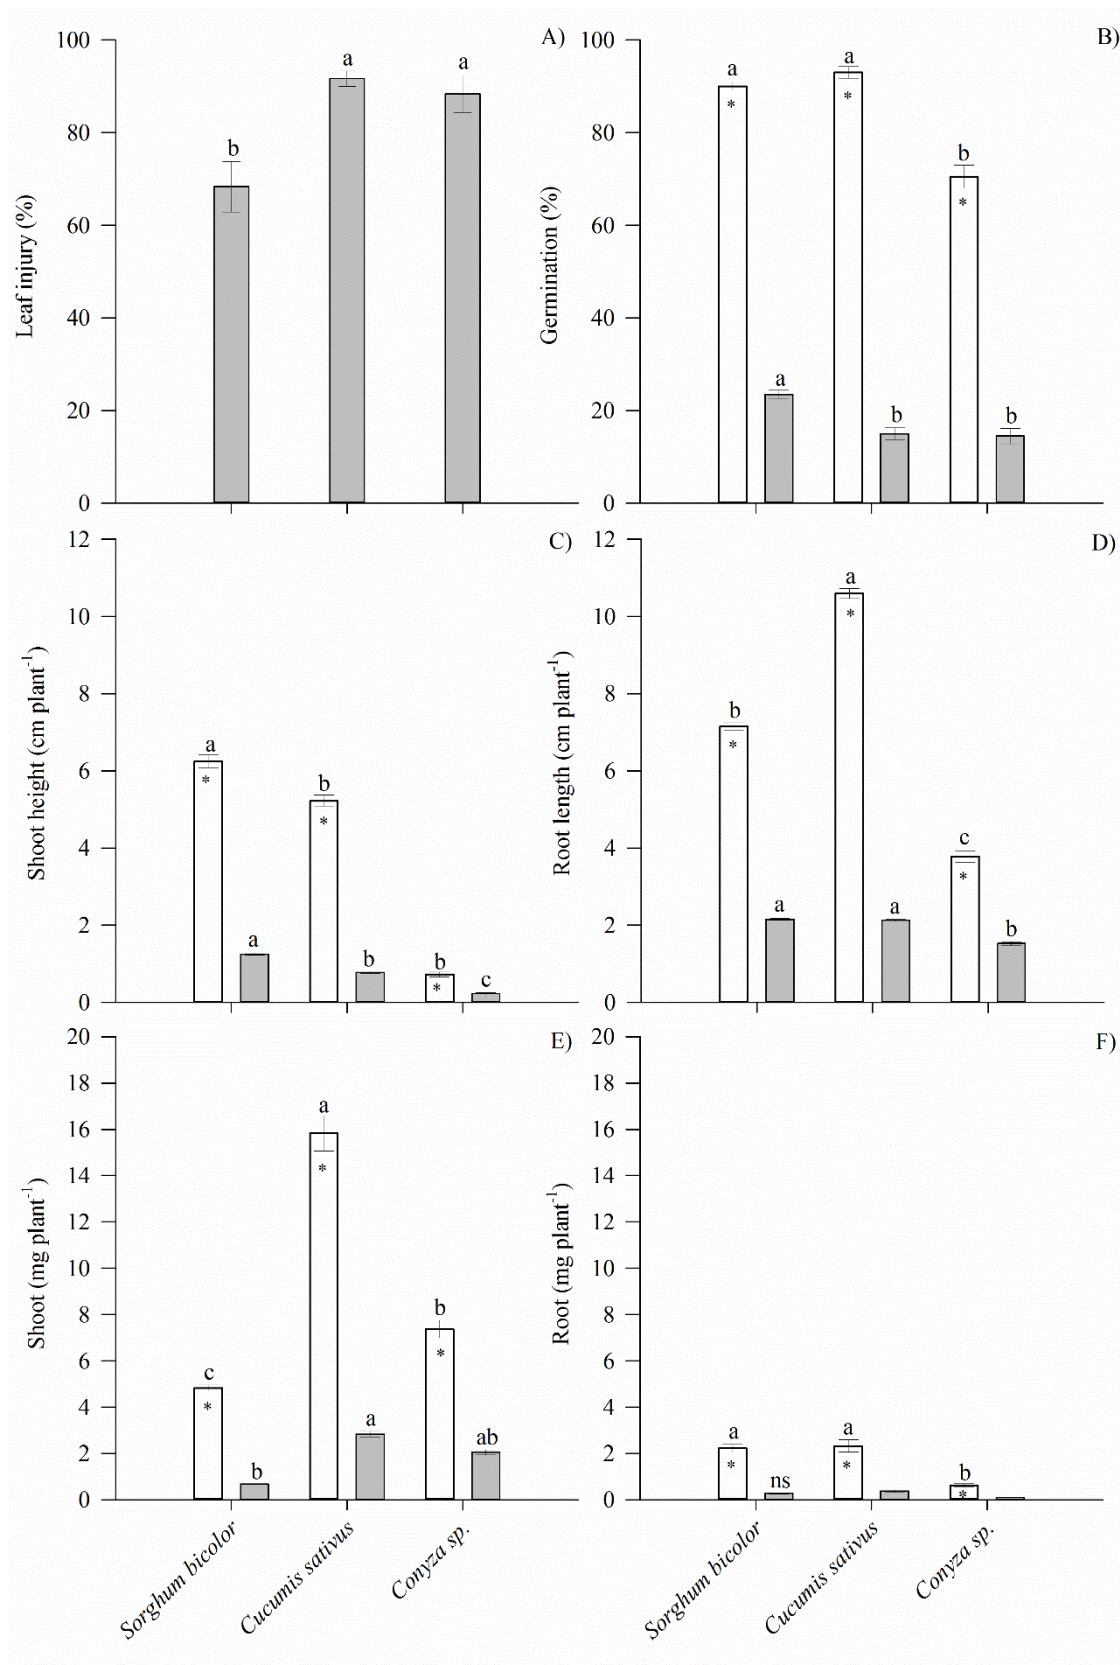 A)
100
80
60
40
20
0
Leaf injury (%)
b
a
a
B)
100
80
60
40
20
0
Germination (%)
a
*
a
*
b
*
a
b
b
C)
12
10
8
6
4
2
0
Shoot height (cm plant-1)
a
*
b
*
b
*
a
b
c
D)
12
10
8
6
4
2
0
Root length (cm plant-1)
b
*
a
*
c
*
a
a
b
E)
20
18
16
14
12
10
8
6
4
2
0
Shoot (mg plant-1)
c
*
a
*
b
*
b
a
ab
Sorghum bicolor
Cucumis sativus
Conyza sp.
F)
20
18
16
14
12
10
8
6
4
2
0
Root (mg plant-1)
a
*
a
*
b
*
ns
Sorghum bicolor
Cucumis sativus
Conyza sp.